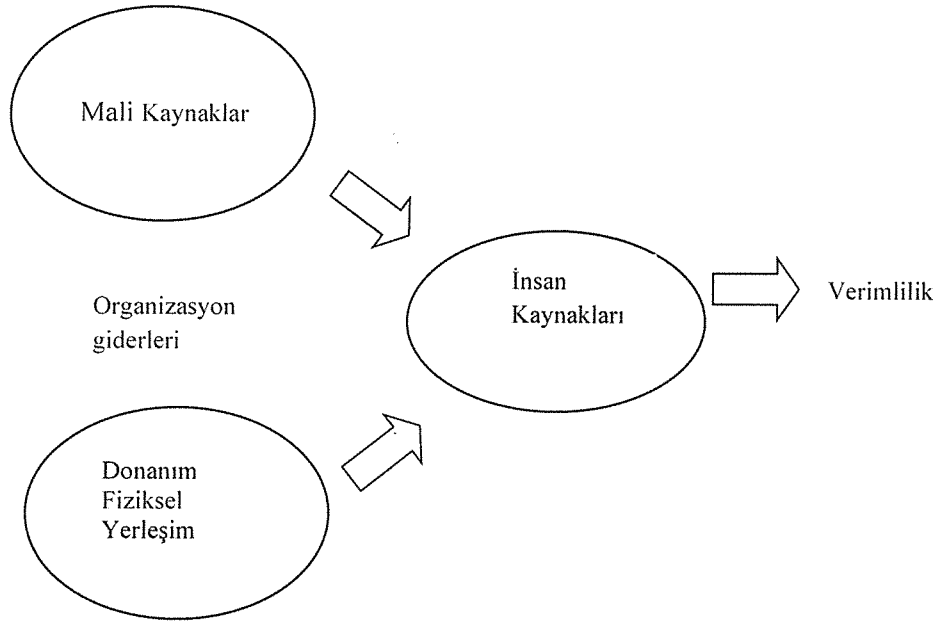 Mali Kaynaklar
Organizasyon
giderleri
Donanım
Fiziksel
Yerleşim
İnsan
Kaynakları
Verimlilik